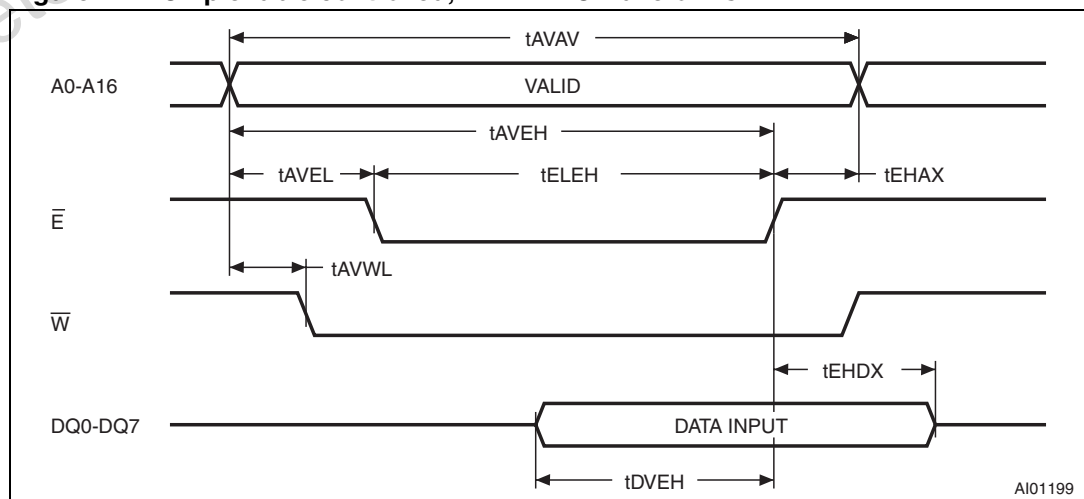 tAVAV
A0-A16
VALID
tAVEH
tAVEL
tELEH
tEHAX
E̅
tAVWL
W̅
tEHDX
DQ0-DQ7
DATA INPUT
tDVEH
AI01199